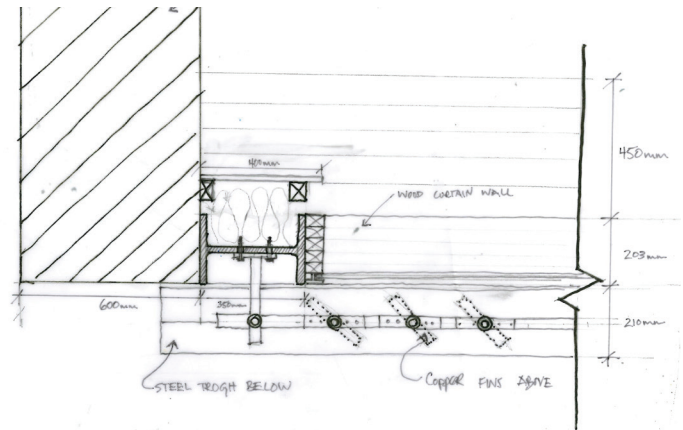 400mm
WOOD CURTAIN WALL
450mm
203mm
600mm
350mm
210mm
STEEL TROGH BELOW
COPPER FINS ABOVE